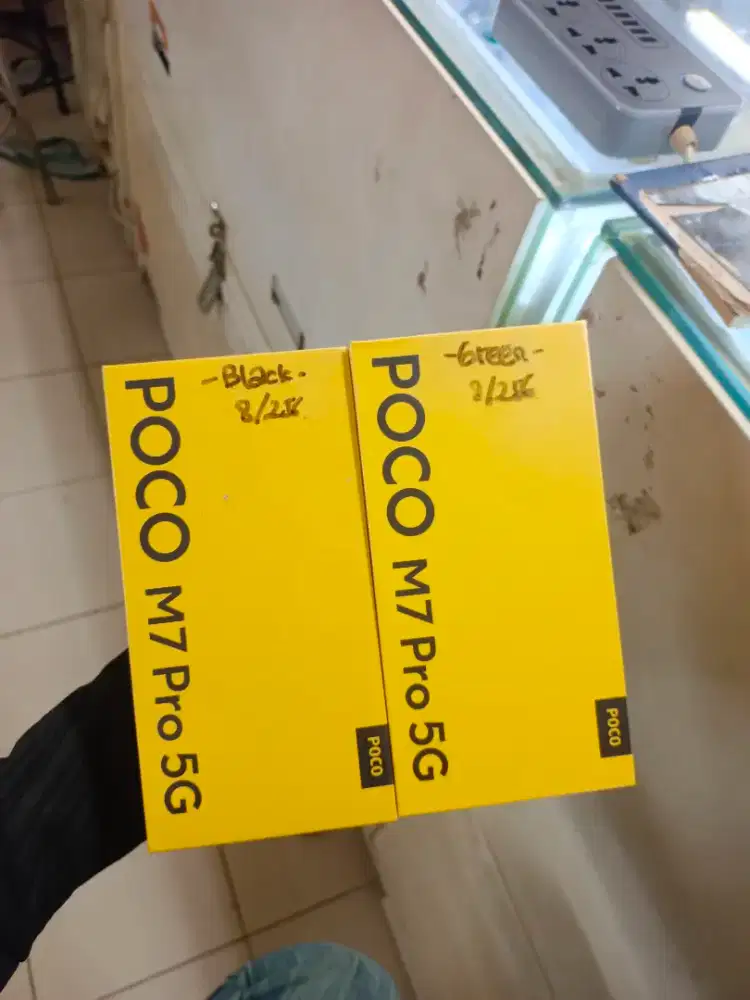 -Black-
8/256
POCO M7 Pro 5G
POCO
-Green-
8/256
POCO M7 Pro 5G
POCO